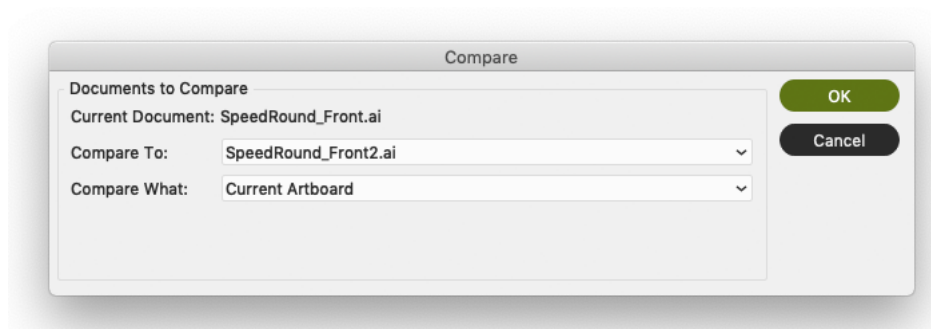 Compare
Documents to Compare
Current Document: SpeedRound_Front.ai
Compare To: SpeedRound_Front2.ai
Compare What: Current Artboard
OK
Cancel